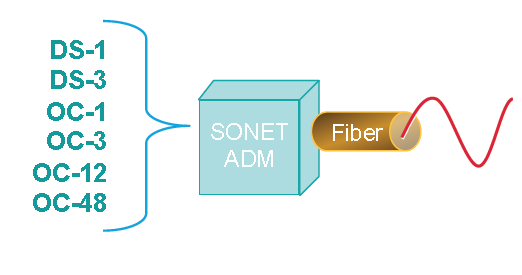 DS-1
DS-3
OC-1
OC-3
OC-12
OC-48
SONET
ADM
Fiber